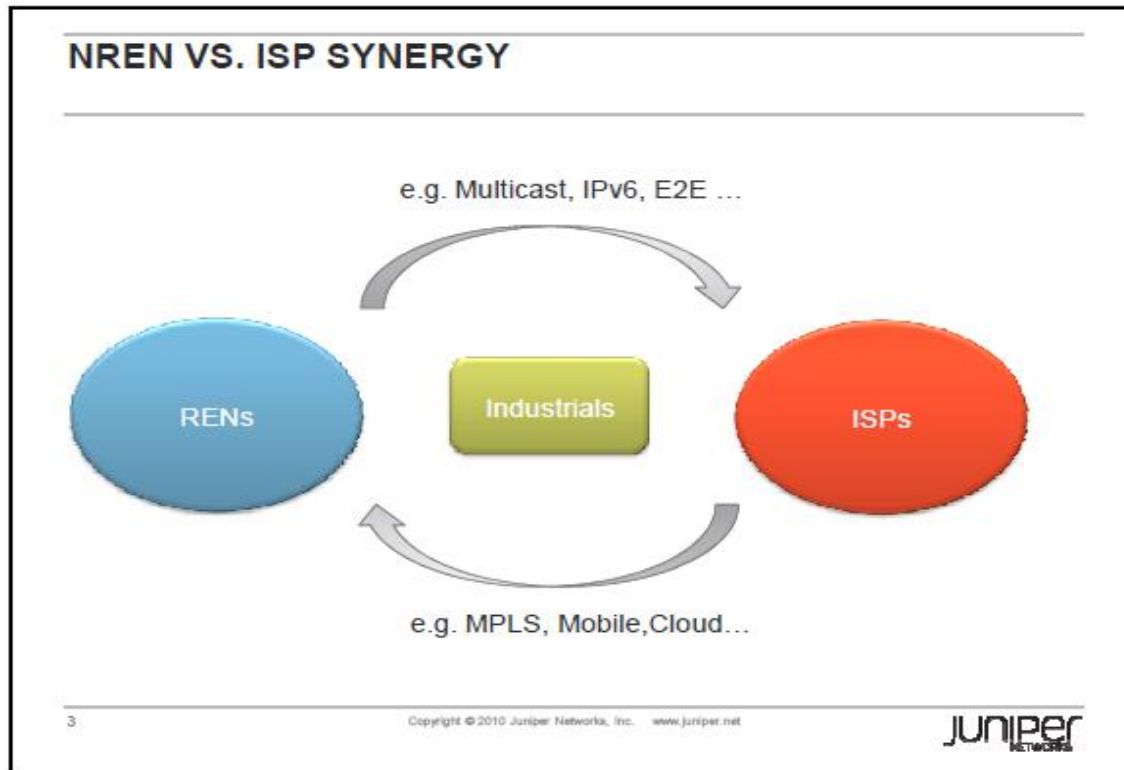 NREN VS. ISP SYNERGY
e.g. Multicast, IPv6, E2E ...
RENs
Industrials
ISPs
e.g. MPLS, Mobile,Cloud...
3
Copyright © 2010 Juniper Networks, Inc. www.juniper.net
JUNIPEr
NETWORKS